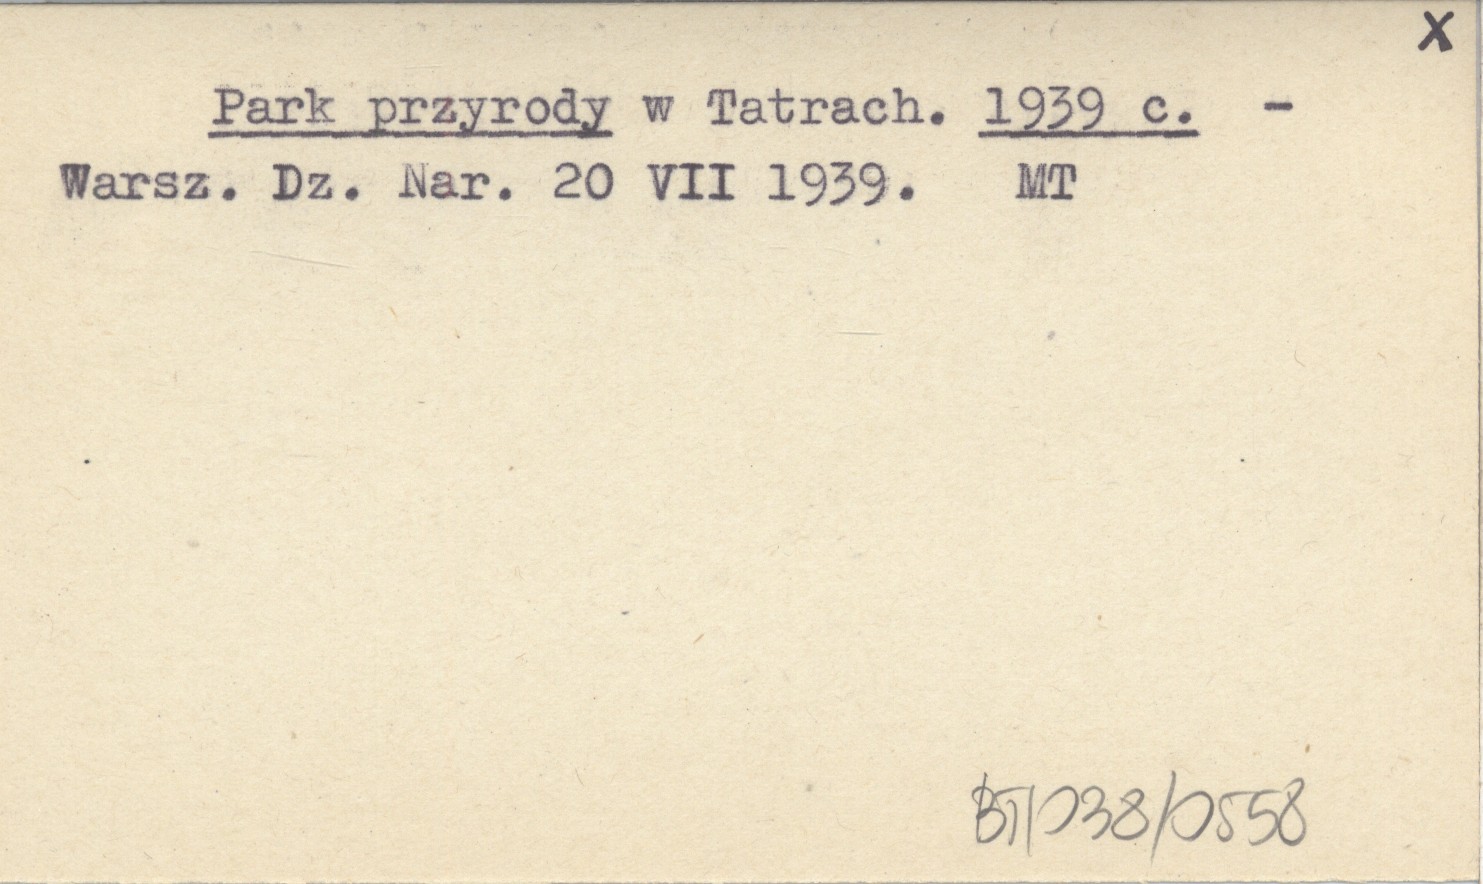 x
Park przyrody w Tatrach. 1939 c. -
Warsz. Dz. Nar. 20 VII 1939. MT
BT/038/0558